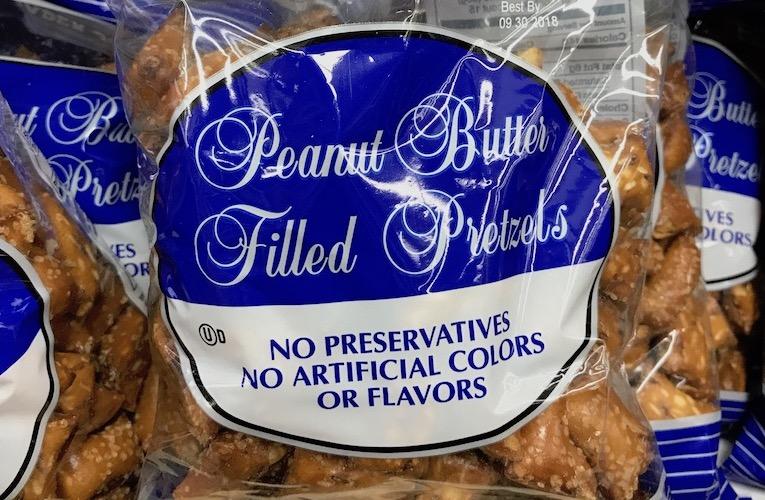 Best By
09 30 2018
Peanut Butter
Filled Pretzels
U D
NO PRESERVATIVES
NO ARTIFICIAL COLORS
OR FLAVORS